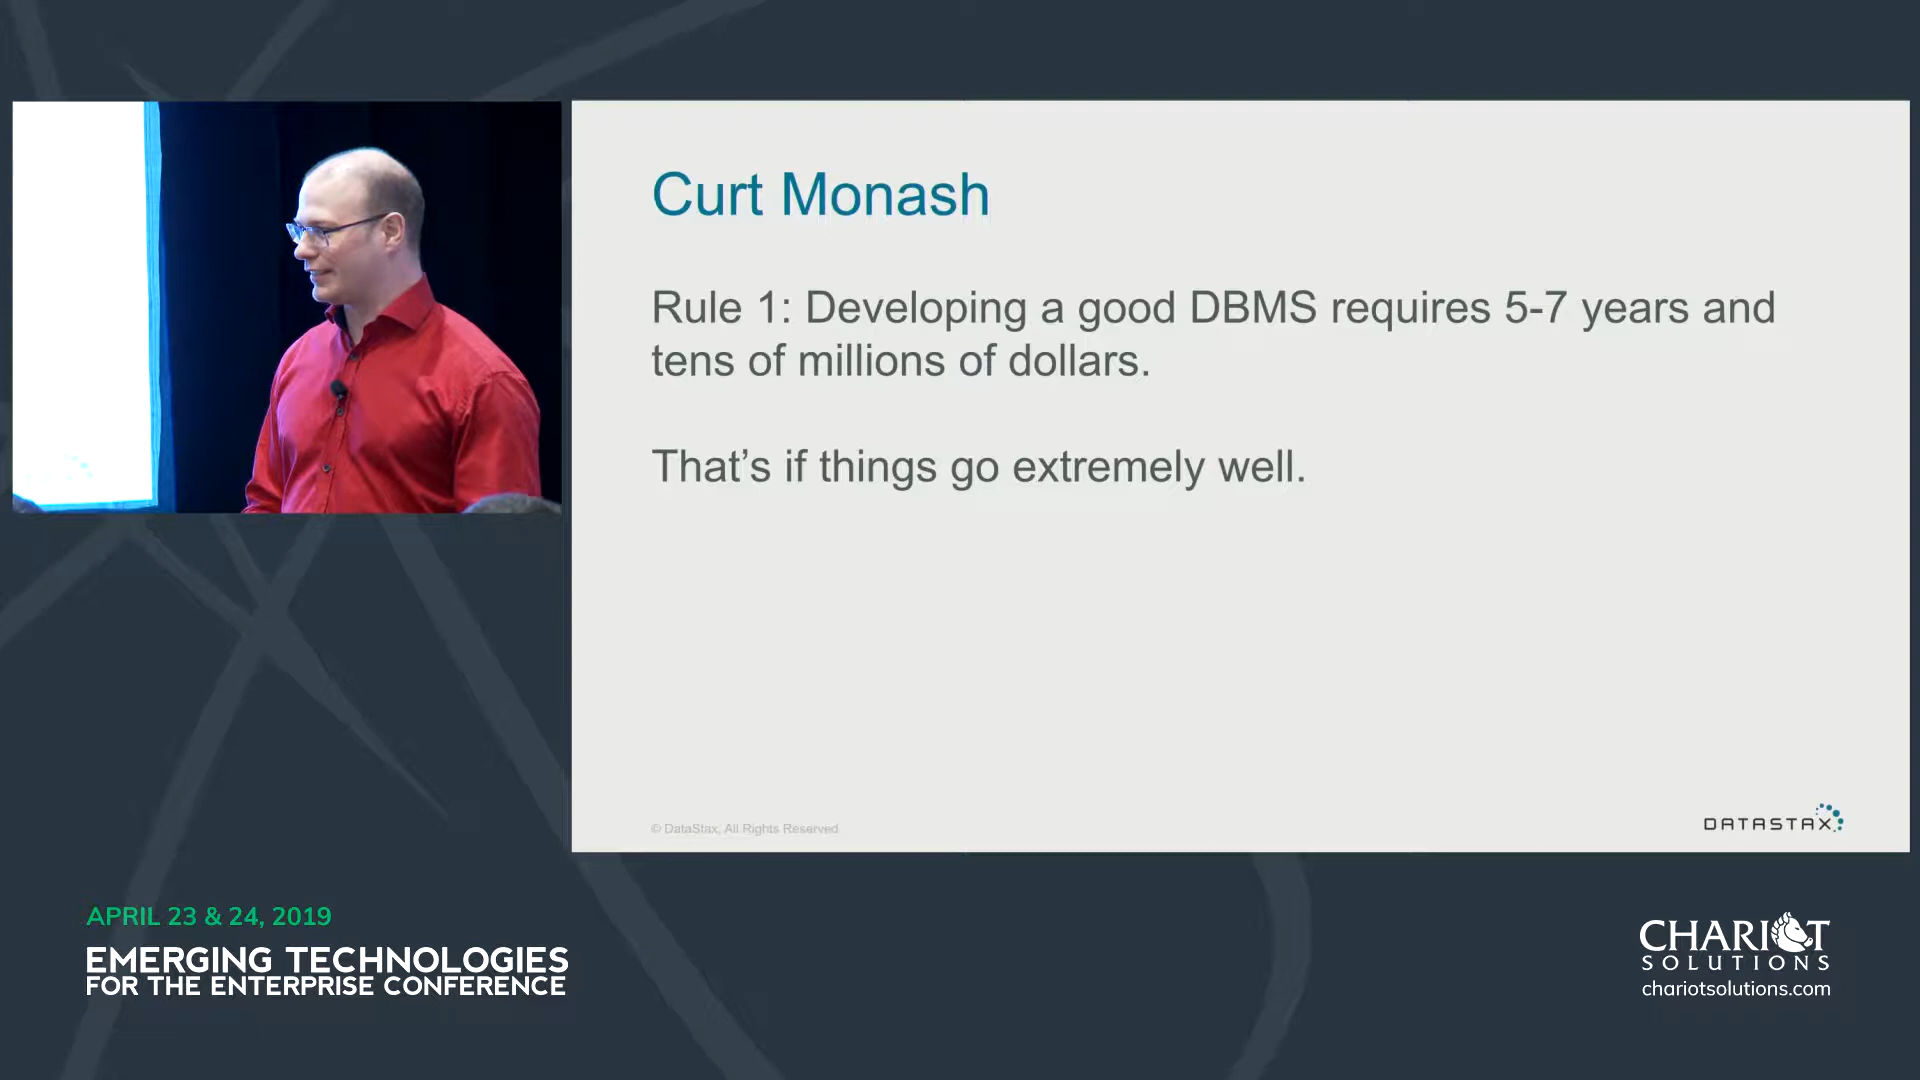 Curt Monash
Rule 1: Developing a good DBMS requires 5-7 years and
tens of millions of dollars.
That’s if things go extremely well.
© DataStax, All Rights Reserved
DATASTAX
APRIL 23 & 24, 2019
EMERGING TECHNOLOGIES
FOR THE ENTERPRISE CONFERENCE
CHARIOT
SOLUTIONS
chariotsolutions.com